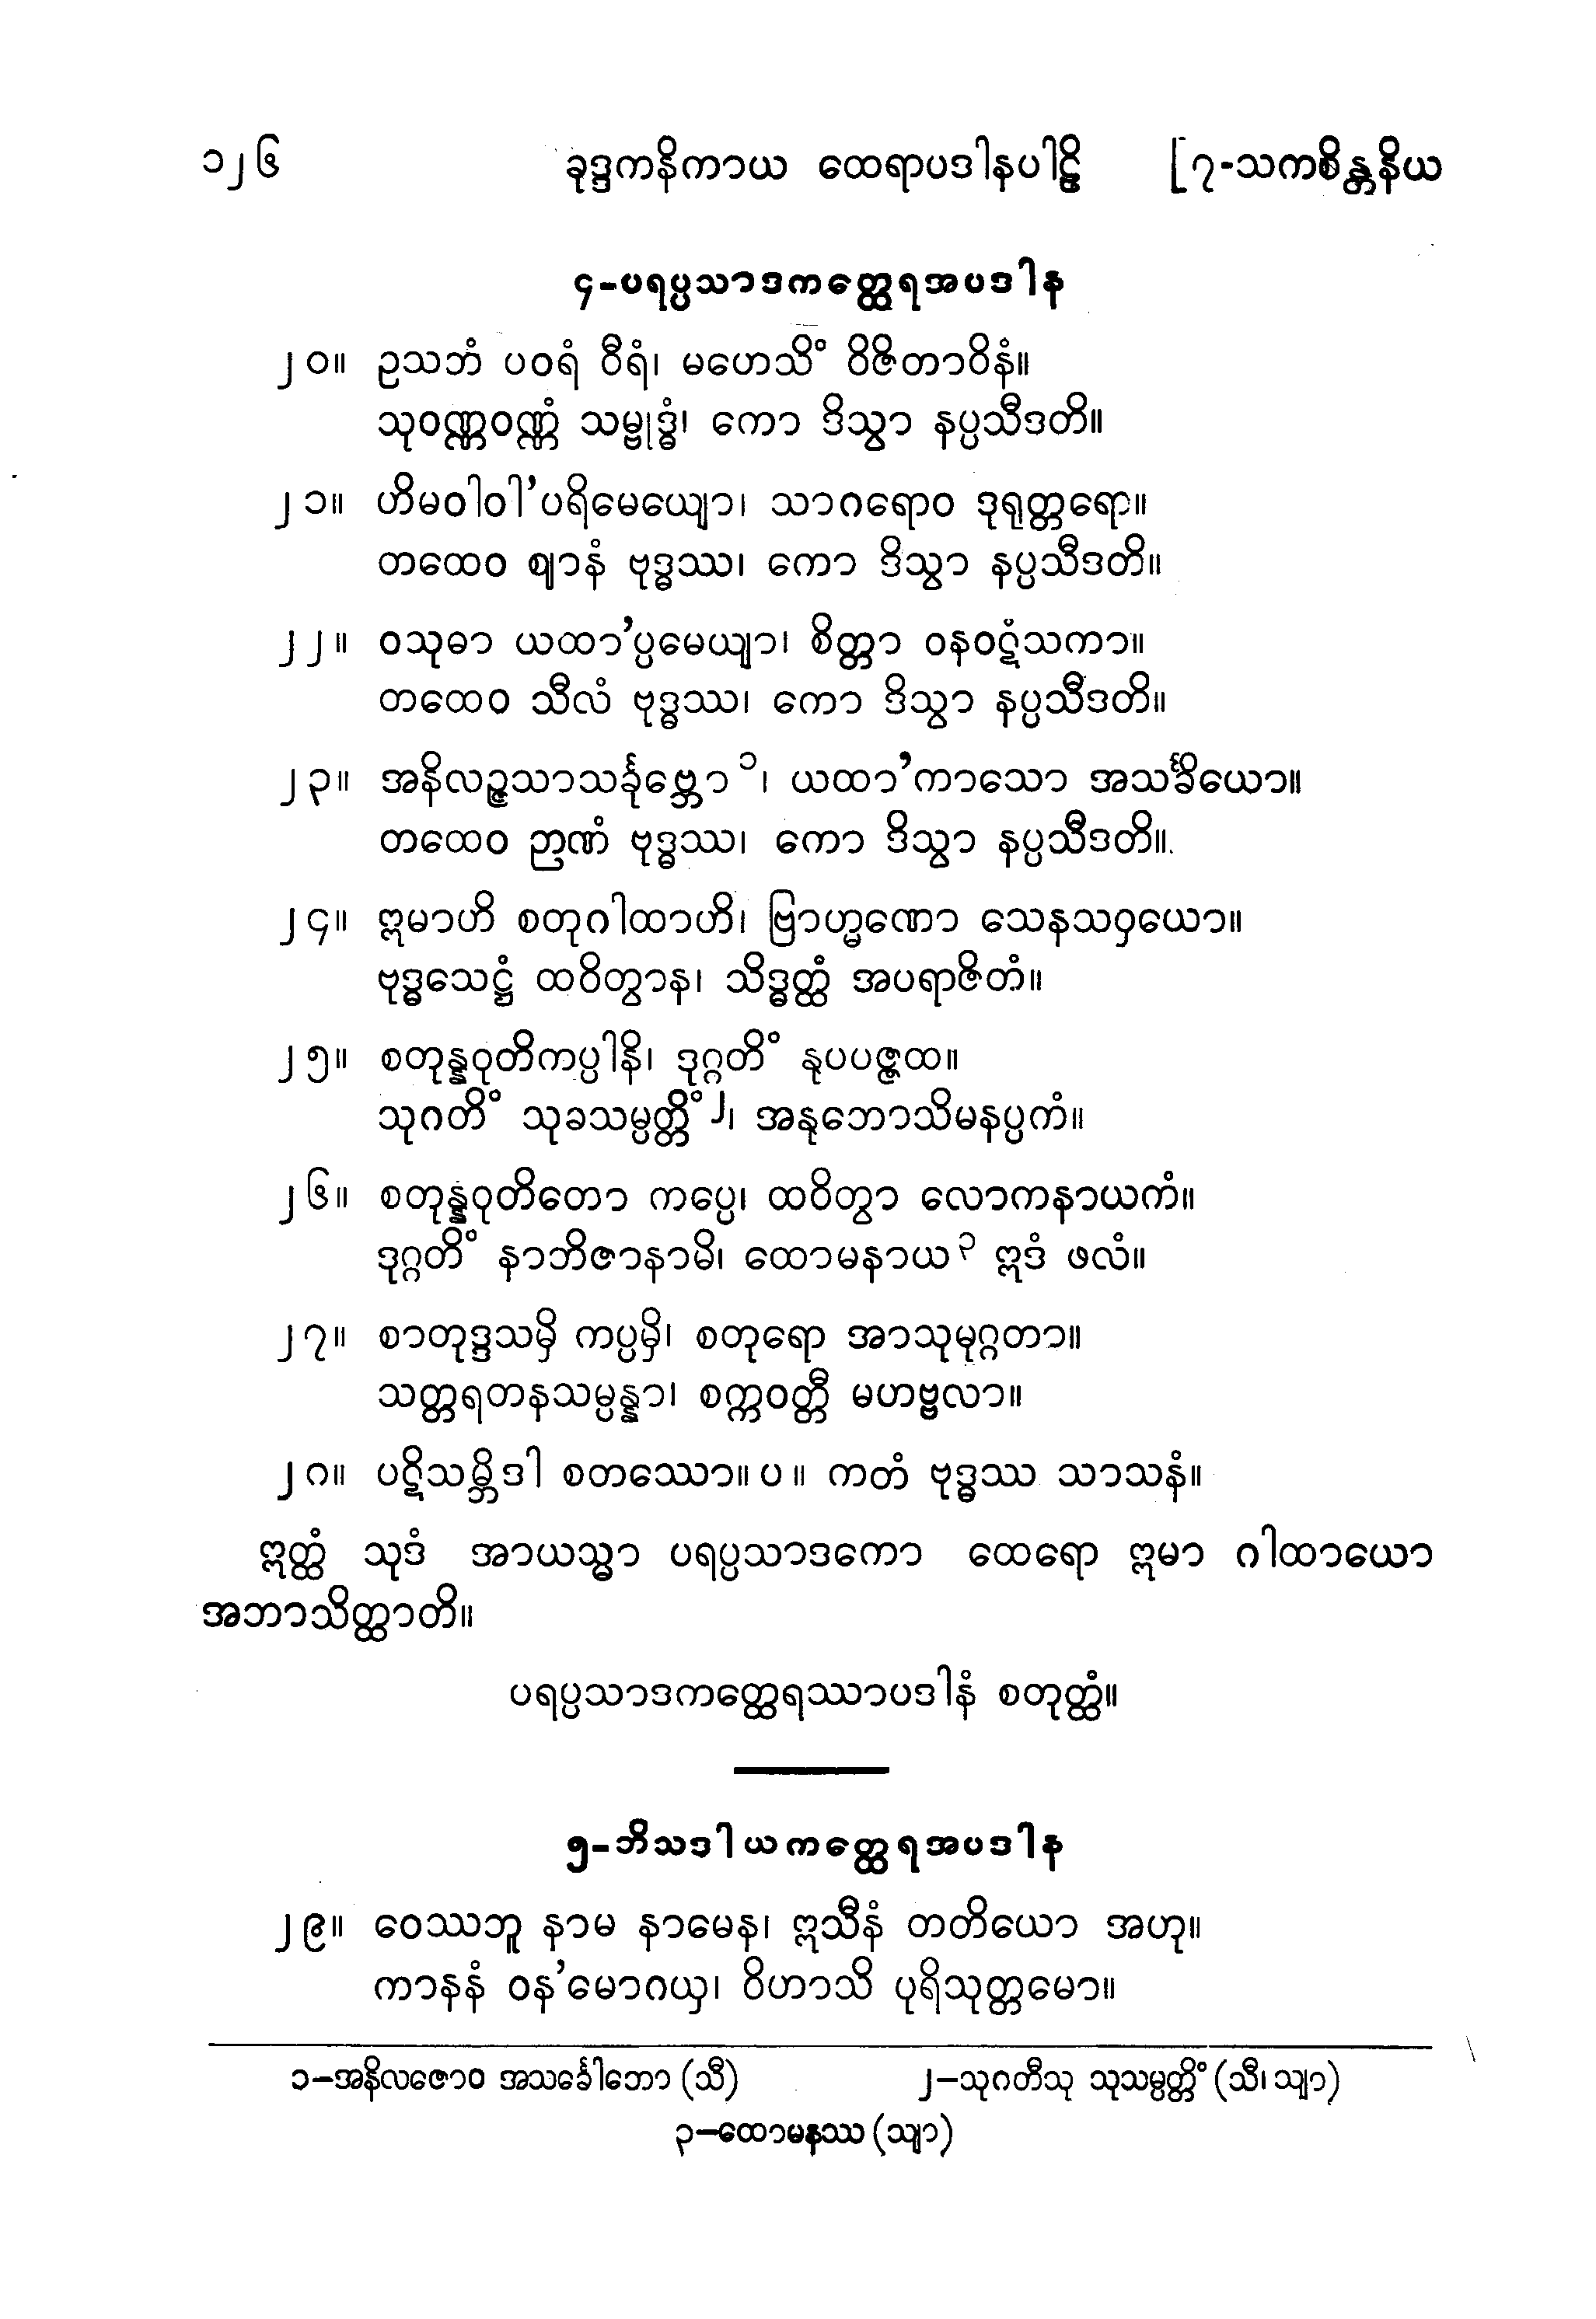 ၁၂၆ ခုဒ္ဒကနိကာယ ထေရာပဒါနပါဠိ [၇-သကစိန္တနိယ
၄-ပရပ္ပသာဒကတ္ထေရအပဒါန
၂၀။ ဥသဘံ ပဝရံ ဝီရံ၊ မဟေသိံ ဝိဇိတာဝိနံ။
သုဝဏ္ဏဝဏ္ဏံ သမ္ဗုဒ္ဓံ၊ ကော ဒိသွာ နပ္ပသီဒတိ။
၂၁။ ဟိမဝါဝါ’ပရိမေယျော၊ သာဂရောဝ ဒုရုတ္တရော။
တထေဝ ဈာနံ ဗုဒ္ဓဿ၊ ကော ဒိသွာ နပ္ပသီဒတိ။
၂၂။ ဝသုဓာ ယထာ’ပ္ပမေယျာ၊ စိတ္တာ ဝနဝဋံသကာ။
တထေဝ သီလံ ဗုဒ္ဓဿ၊ ကော ဒိသွာ နပ္ပသီဒတိ။
၂၃။ အနိလဉ္ဇသာသင်္ခုဗ္ဘော၁၊ ယထာ’ကာသော အသင်္ခိယော။
တထေဝ ဉာဏံ ဗုဒ္ဓဿ၊ ကော ဒိသွာ နပ္ပသီဒတိ။
၂၄။ ဣမာဟိ စတုဂါထာဟိ၊ ဗြာဟ္မဏော သေနသဝှယော။
ဗုဒ္ဓသေဋ္ဌံ ထဝိတွာန၊ သိဒ္ဓတ္ထံ အပရာဇိတံ။
၂၅။ စတုန္နဝုတိကပ္ပါနိ၊ ဒုဂ္ဂတိံ နုပပဇ္ဇထ။
သုဂတိံ သုခသမ္ပတ္တိံ၂၊ အနုဘောသိမနပ္ပကံ။
၂၆။ စတုန္နဝုတိတော ကပ္ပေ၊ ထဝိတွာ လောကနာယကံ။
ဒုဂ္ဂတိံ နာဘိဇာနာမိ၊ ထောမနာယ၃ ဣဒံ ဖလံ။
၂၇။ စာတုဒ္ဒသမှိ ကပ္ပမှိ၊ စတုရော အာသုမုဂ္ဂတာ။
သတ္တရတနသမ္ပန္နာ၊ စက္ကဝတ္တီ မဟဗ္ဗလာ။
၂၈။ ပဋိသမ္ဘိဒါ စတဿော။ပ။ ကတံ ဗုဒ္ဓဿ သာသနံ။
ဣတ္ထံ သုဒံ အာယသ္မာ ပရပ္ပသာဒကော ထေရော ဣမာ ဂါထာယော
အဘာသိတ္ထာတိ။
ပရပ္ပသာဒကတ္ထေရဿာပဒါနံ စတုတ္ထံ။
၅-ဘိသဒါယကတ္ထေရအပဒါန
၂၉။ ဝေဿဘူ နာမ နာမေန၊ ဣသီနံ တတိယော အဟု။
ကာနနံ ဝန’မောဂယှ၊ ဝိဟာသိ ပုရိသုတ္တမော။
၁–အနိလဇောဝ အသင်္ခေါဘော (သီ) ၂–သုဂတီသု သုသမ္ပတ္တိံ (သီ၊ သျာ)
၃–ထောမနဿ (သျာ)